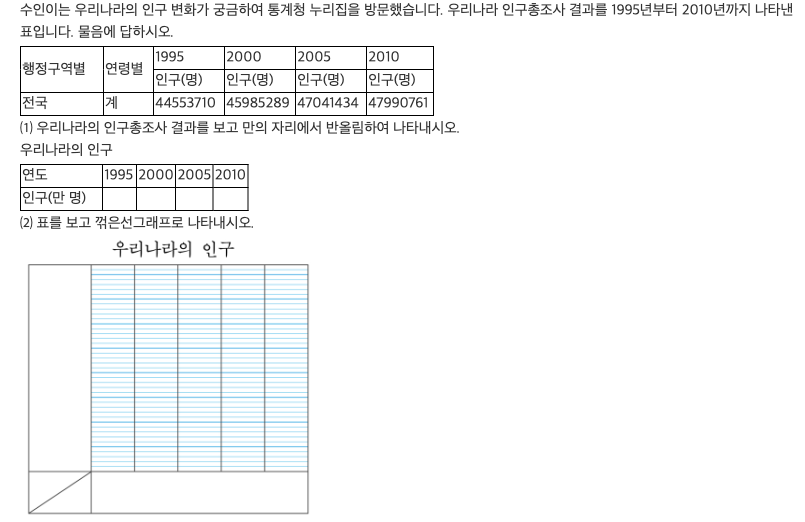 수인이는 우리나라의 인구 변화가 궁금하여 통계청 누리집을 방문했습니다. 우리나라 인구총조사 결과를 1995년부터 2010년까지 나타낸
표입니다. 물음에 답하시오.
행정구역별 연령별 1995 2000 2005 2010
인구(명) 인구(명) 인구(명) 인구(명)
전국 계 44553710 45985289 47041434 47990761
(1) 우리나라의 인구총조사 결과를 보고 만의 자리에서 반올림하여 나타내시오.
우리나라의 인구
연도 1995 2000 2005 2010
인구(만 명)
(2) 표를 보고 꺾은선그래프로 나타내시오.
우리나라의 인구